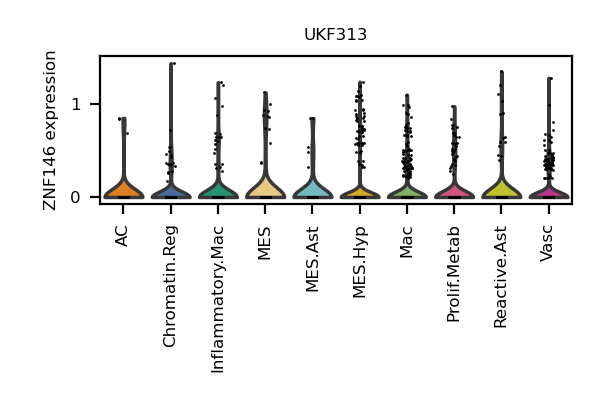 UKF313
ZNF146 expression
1
0
AC
Chromatin.Reg
Inflammatory.Mac
MES
MES.Ast
MES.Hyp
Mac
Prolif.Metab
Reactive.Ast
Vasc